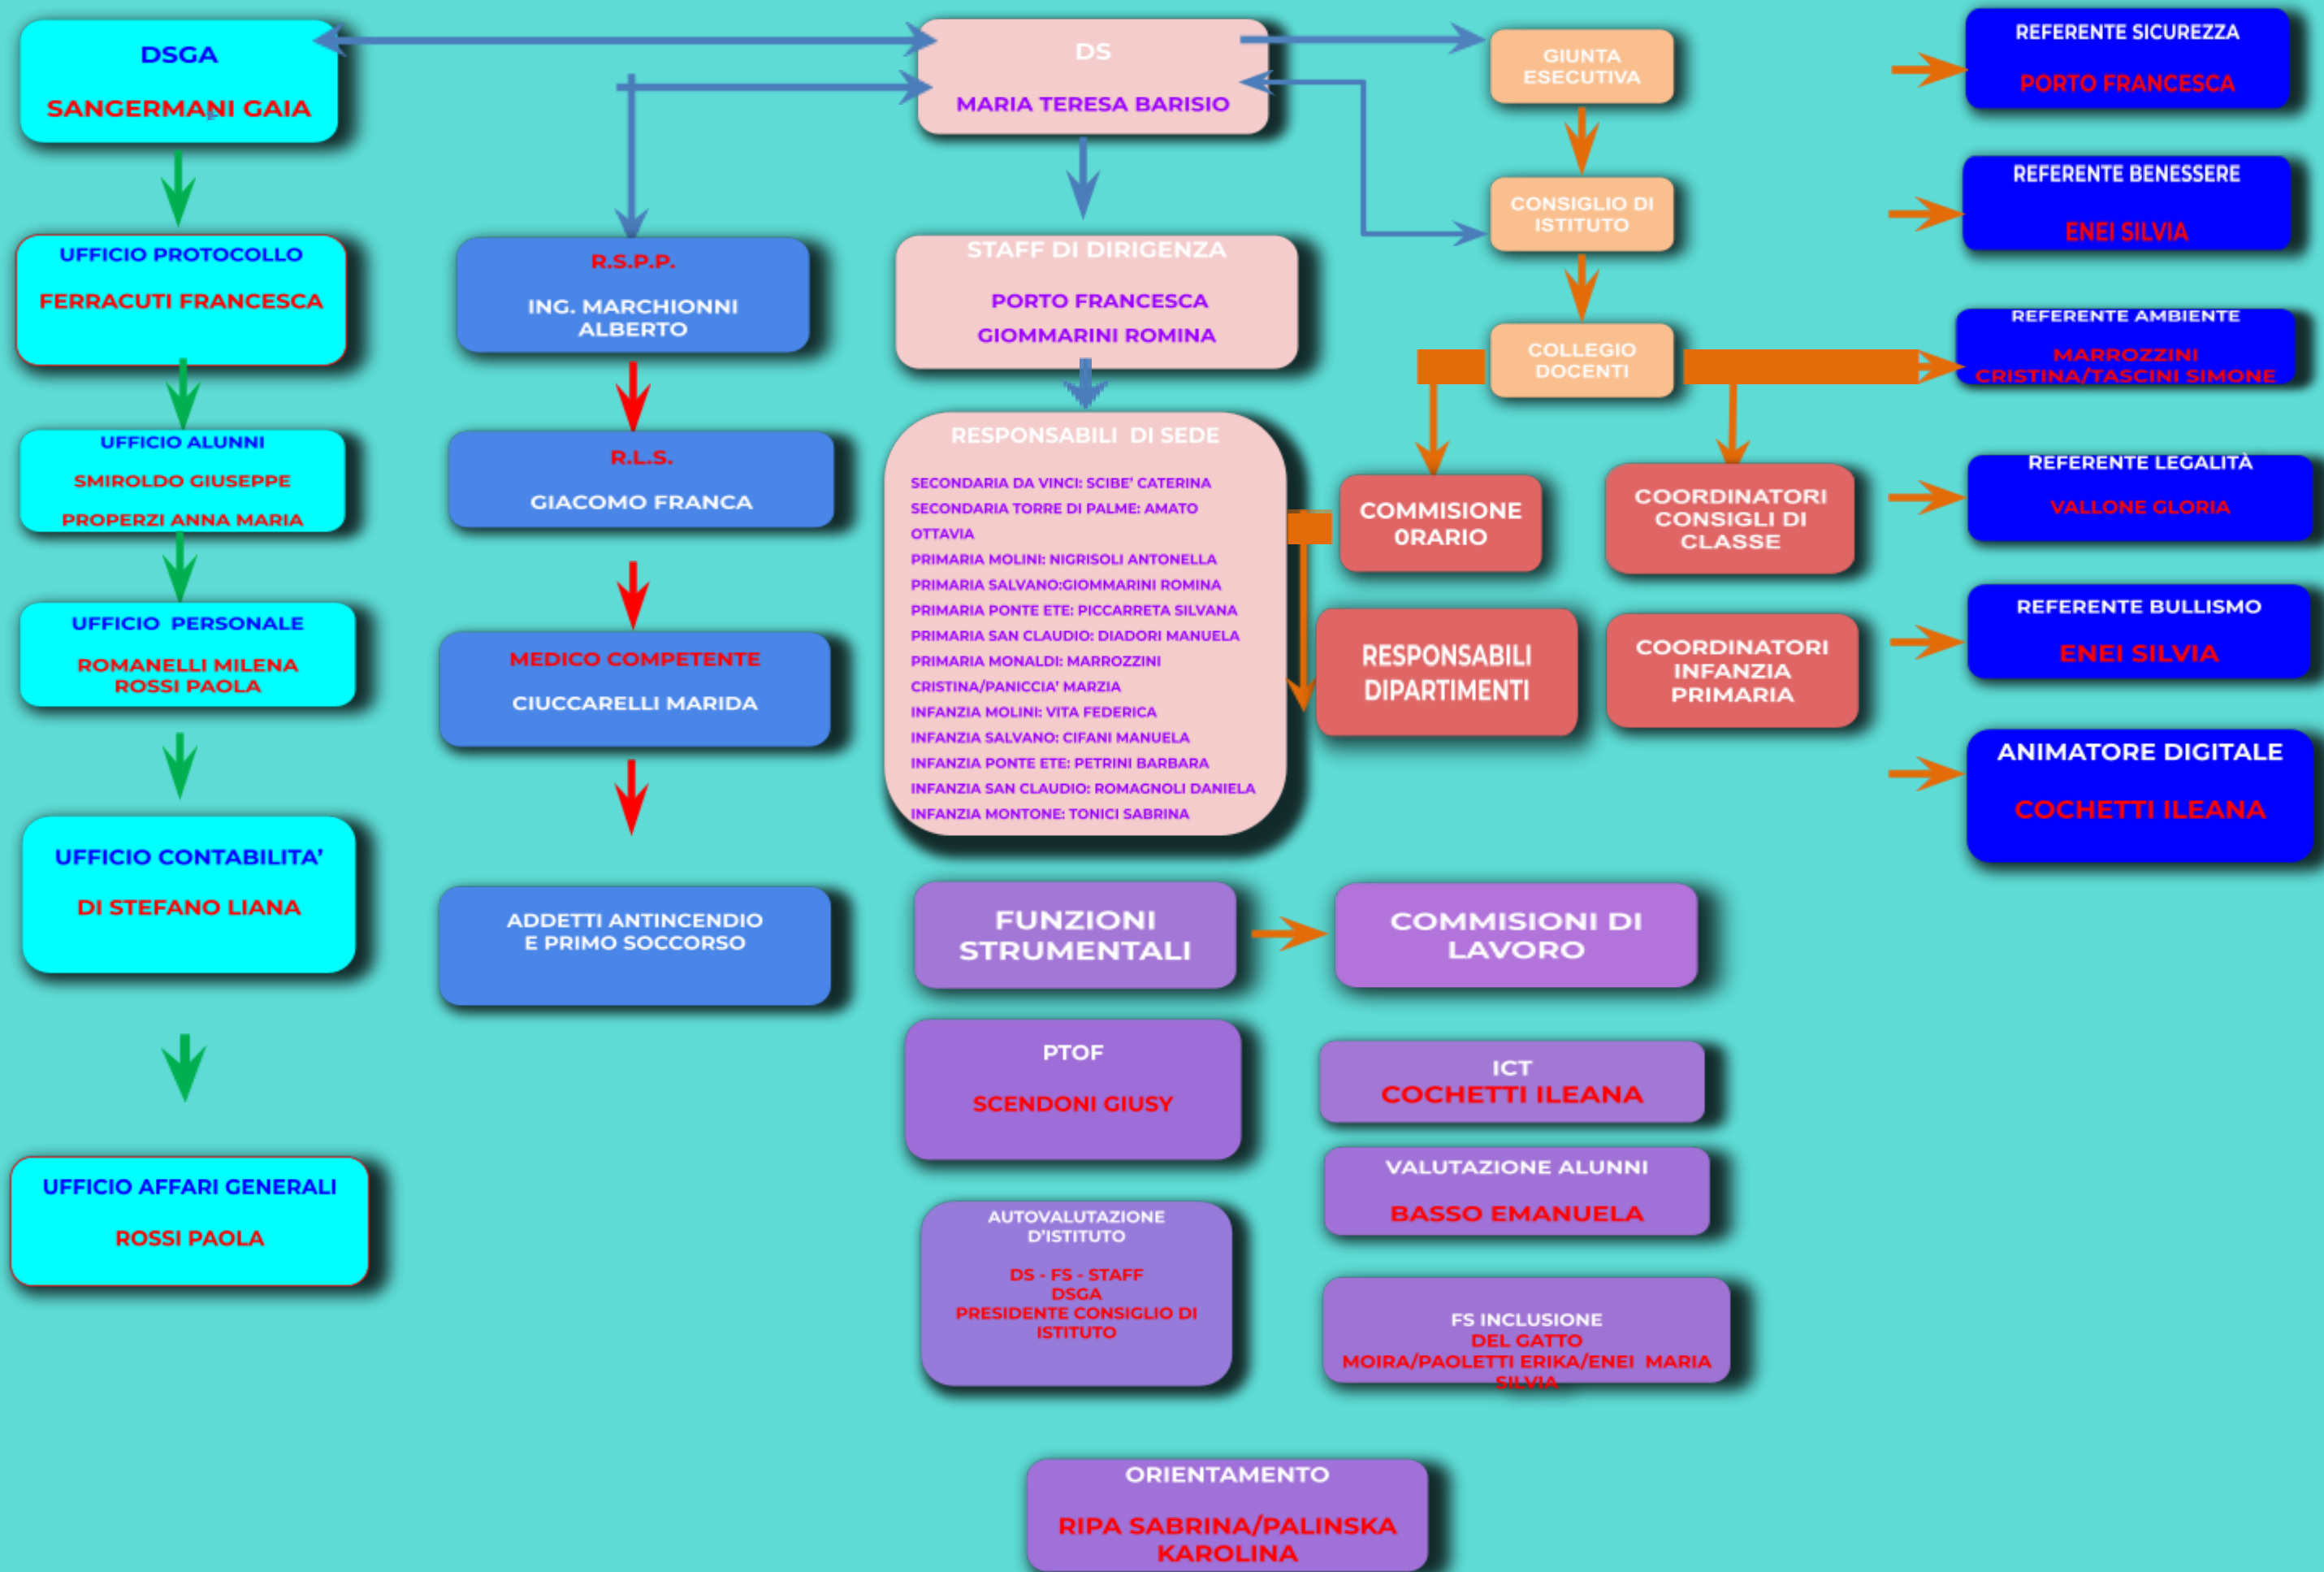 DSGA
SANGERMANI GAIA
UFFICIO PROTOCOLLO
FERRACUTI FRANCESCA
UFFICIO ALUNNI
SMIROLDO GIUSEPPE
PROPERZI ANNA MARIA
UFFICIO PERSONALE
ROMANELLI MILENA
ROSSI PAOLA
UFFICIO CONTABILITA’
DI STEFANO LIANA
UFFICIO AFFARI GENERALI
ROSSI PAOLA
R.S.P.P.
ING. MARCHIONNI
ALBERTO
R.L.S.
GIACOMO FRANCA
MEDICO COMPETENTE
CIUCCARELLI MARIDA
ADDETTI ANTINCENDIO
E PRIMO SOCCORSO
DS
MARIA TERESA BARISIO
STAFF DI DIRIGENZA
PORTO FRANCESCA
GIOMMARINI ROMINA
RESPONSABILI DI SEDE
SECONDARIA DA VINCI: SCIBE’ CATERINA
SECONDARIA TORRE DI PALME: AMATO
OTTAVIA
PRIMARIA MOLINI: NIGRISOLI ANTONELLA
PRIMARIA SALVANO:GIOMMARINI ROMINA
PRIMARIA PONTE ETE: PICCARRETA SILVANA
PRIMARIA SAN CLAUDIO: DIADORI MANUELA
PRIMARIA MONALDI: MARROZZINI
CRISTINA/PANICCIA’ MARZIA
INFANZIA MOLINI: VITA FEDERICA
INFANZIA SALVANO: CIFANI MANUELA
INFANZIA PONTE ETE: PETRINI BARBARA
INFANZIA SAN CLAUDIO: ROMAGNOLI DANIELA
INFANZIA MONTONE: TONICI SABRINA
GIUNTA
ESECUTIVA
CONSIGLIO DI
ISTITUTO
COLLEGIO
DOCENTI
COMMISIONE
0RARIO
RESPONSABILI
DIPARTIMENTI
COORDINATORI
CONSIGLI DI
CLASSE
COORDINATORI
INFANZIA
PRIMARIA
REFERENTE SICUREZZA
PORTO FRANCESCA
REFERENTE BENESSERE
ENEI SILVIA
REFERENTE AMBIENTE
MARROZZINI
CRISTINA/TASCINI SIMONE
REFERENTE LEGALITÀ
VALLONE GLORIA
REFERENTE BULLISMO
ENEI SILVIA
ANIMATORE DIGITALE
COCHETTI ILEANA
FUNZIONI
STRUMENTALI
COMMISIONI DI
LAVORO
PTOF
SCENDONI GIUSY
ICT
COCHETTI ILEANA
VALUTAZIONE ALUNNI
BASSO EMANUELA
AUTOVALUTAZIONE
D’ISTITUTO
DS - FS - STAFF
DSGA
PRESIDENTE CONSIGLIO DI
ISTITUTO
FS INCLUSIONE
DEL GATTO
MOIRA/PAOLETTI ERIKA/ENEI MARIA
SILVIA
ORIENTAMENTO
RIPA SABRINA/PALINSKA
KAROLINA